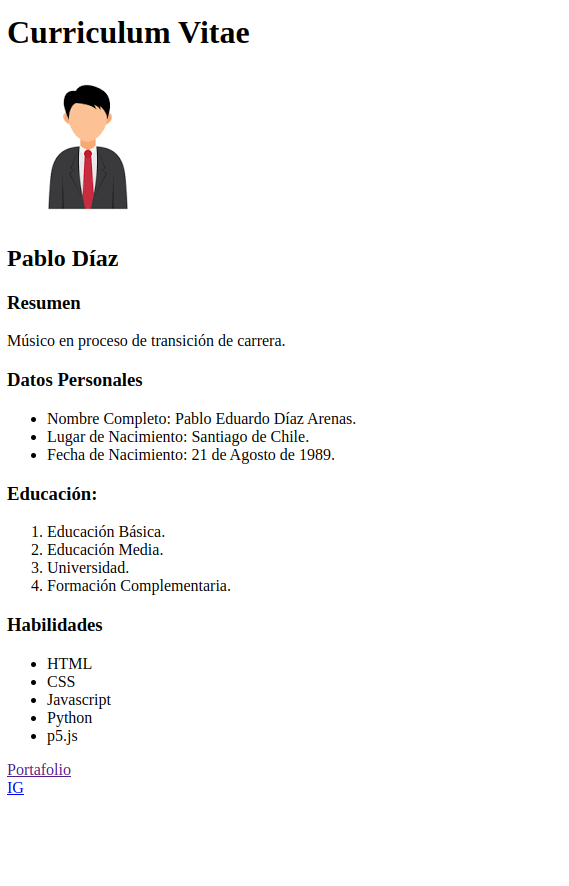 Curriculum Vitae
Pablo Díaz
Resumen
Músico en proceso de transición de carrera.
Datos Personales
• Nombre Completo: Pablo Eduardo Díaz Arenas.
• Lugar de Nacimiento: Santiago de Chile.
• Fecha de Nacimiento: 21 de Agosto de 1989.
Educación:
1. Educación Básica.
2. Educación Media.
3. Universidad.
4. Formación Complementaria.
Habilidades
• HTML
• CSS
• Javascript
• Python
• p5.js
Portafolio
IG